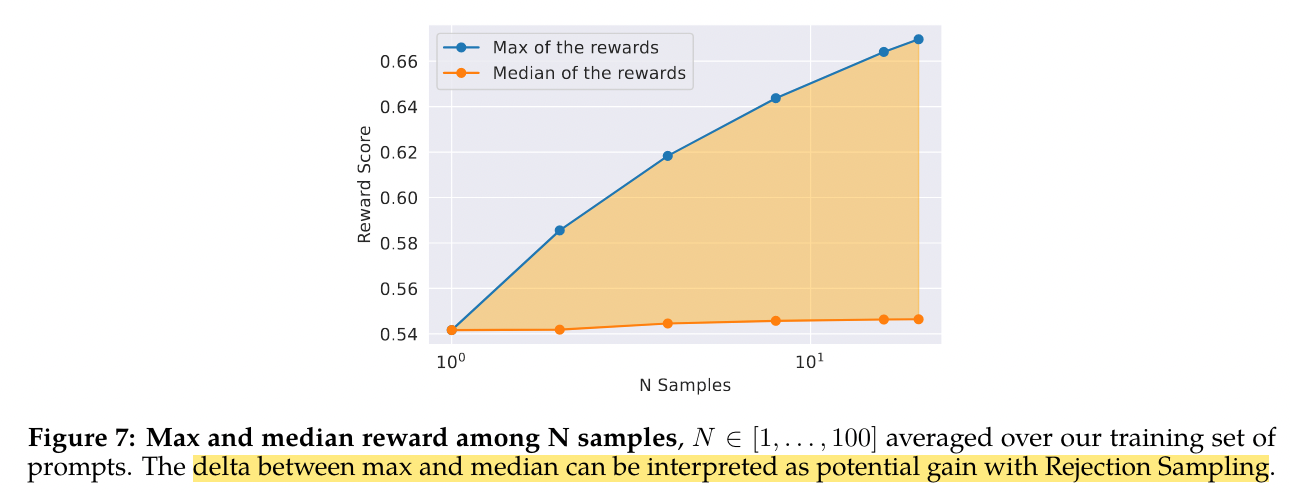 Max of the rewards
Median of the rewards
0.66
0.64
0.62
0.60
0.58
0.56
0.54
Reward Score
10⁰
10¹
N Samples
Figure 7: Max and median reward among N samples, N ∈ [1, . . . , 100] averaged over our training set of
prompts. The delta between max and median can be interpreted as potential gain with Rejection Sampling.